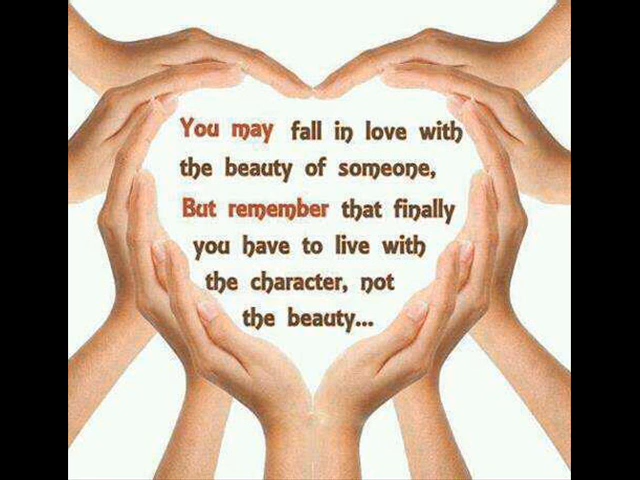 You may fall in love with
the beauty of someone,
But remember that finally
you have to live with
the character, not
the beauty...